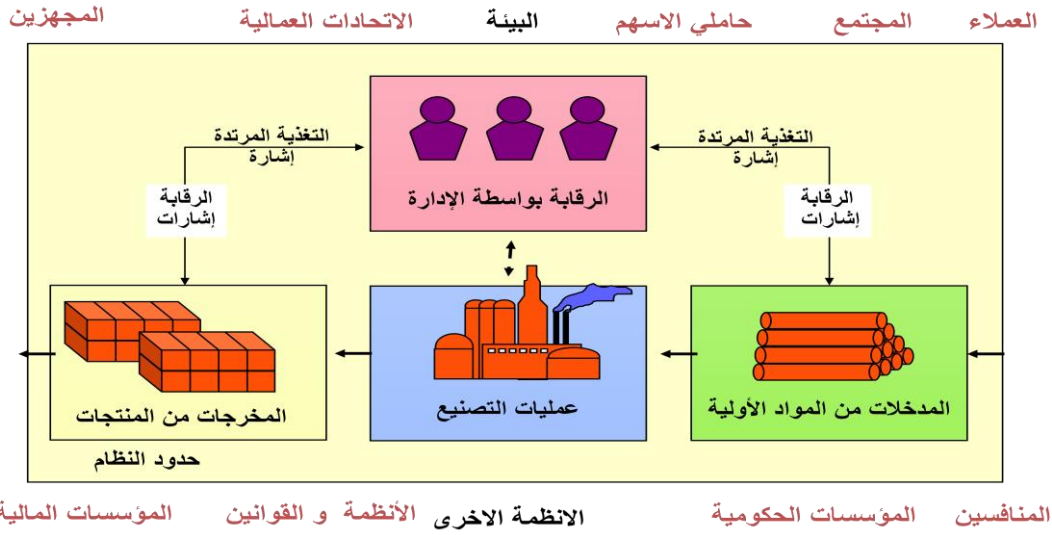 العملاء المجتمع حاملي الاسهم البيئة الاتحادات العمالية المجهزين
التغذية المرتدة
إشارة
التغذية المرتدة
إشارة
الرقابة بواسطة الإدارة
الرقابة
إشارات
الرقابة
إشارات
المدخلات من المواد الأولية
عمليات التصنيع
المخرجات من المنتجات
حدود النظام
المنافسين المؤسسات الحكومية الانظمة الاخرى الأنظمة و القوانين المؤسسات المالية